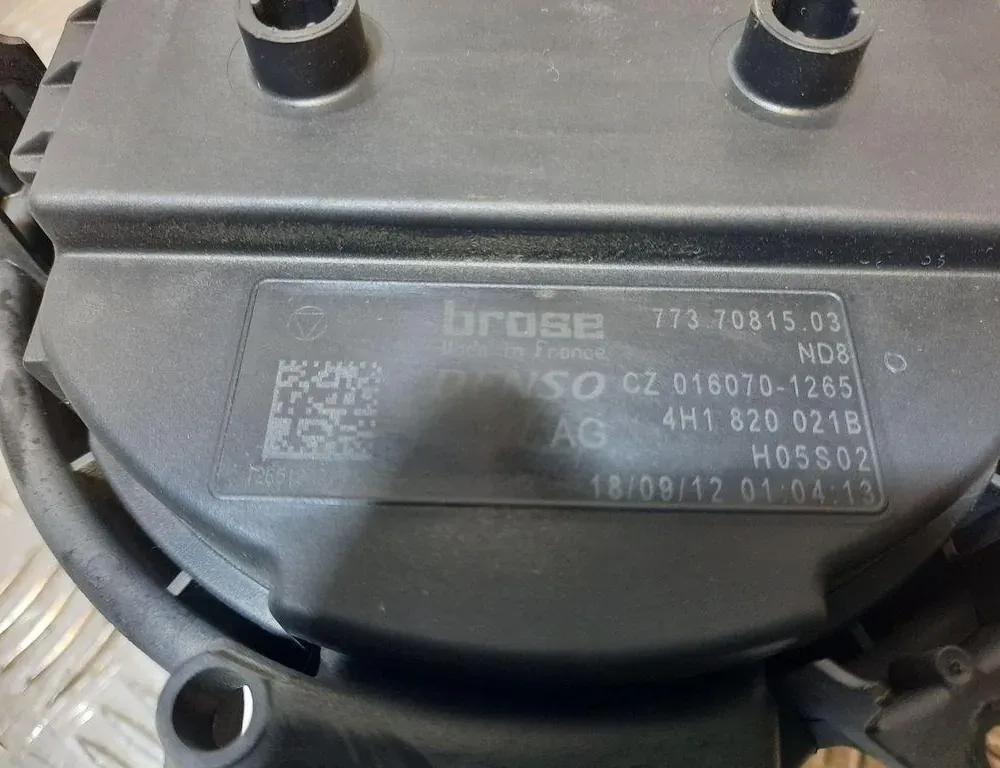 brose 773.70815.03
Made in france ND8
DENSO CZ 016070-1265
AG 4H1 820 021B
H05S02
18/09/12 01:04:13